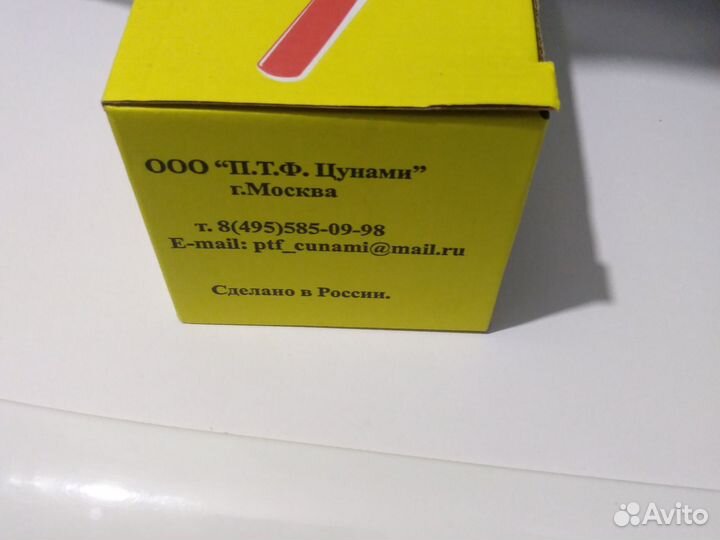 ООО “П.Т.Ф. Цунами”
г.Москва
т. 8(495)585-09-98
E-mail: ptf_cunami@mail.ru
Сделано в России.
Avito